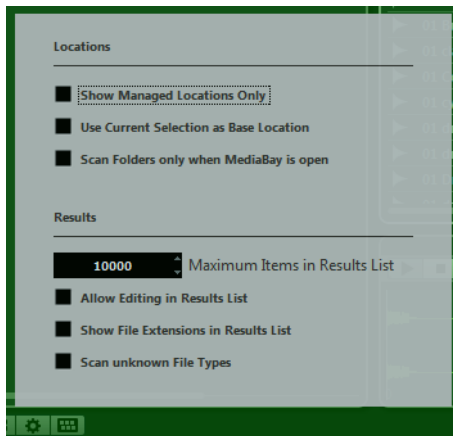 Locations
Show Managed Locations Only
Use Current Selection as Base Location
Scan Folders only when MediaBay is open
Results
10000 Maximum Items in Results List
Allow Editing in Results List
Show File Extensions in Results List
Scan unknown File Types